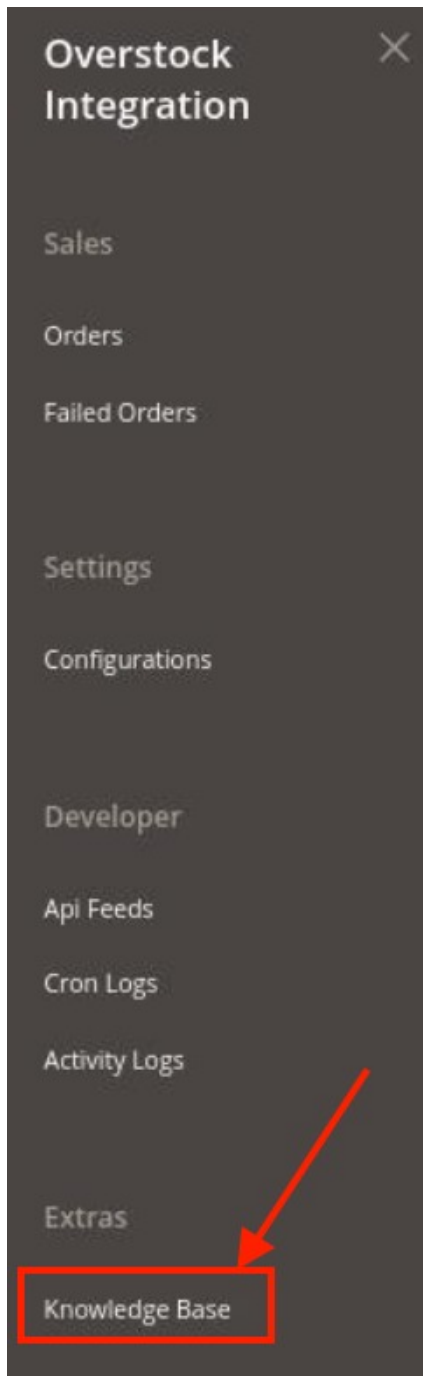 Overstock
Integration
Sales
Orders
Failed Orders
Settings
Configurations
Developer
Api Feeds
Cron Logs
Activity Logs
Extras
Knowledge Base